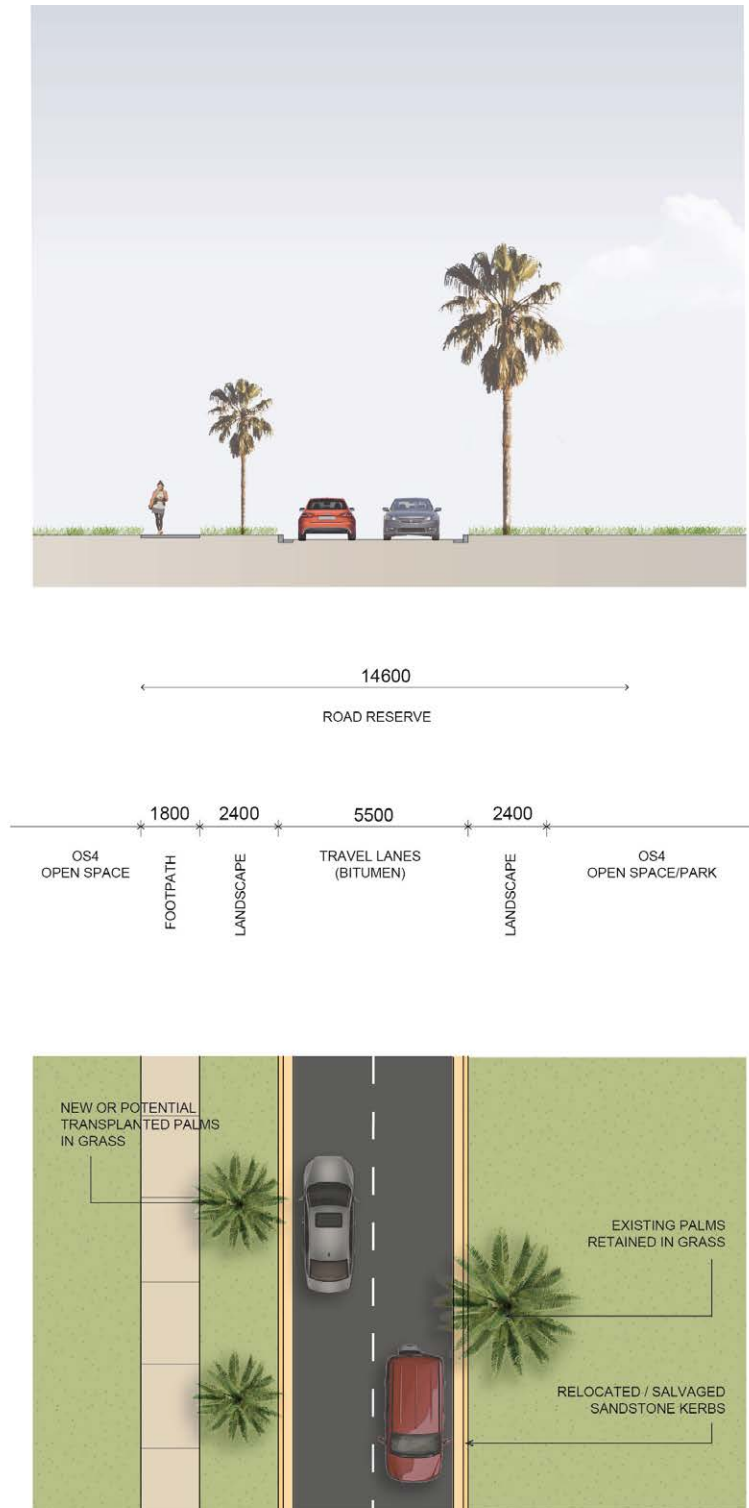 14600
ROAD RESERVE
1800
2400
5500
2400
OS4
OPEN SPACE
FOOTPATH
LANDSCAPE
TRAVEL LANES
(BITUMEN)
LANDSCAPE
OS4
OPEN SPACE/PARK
NEW OR POTENTIAL
TRANSPLANTED PALMS
IN GRASS
EXISTING PALMS
RETAINED IN GRASS
RELOCATED / SALVAGED
SANDSTONE KERBS